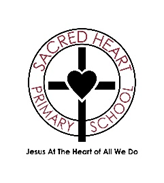 SACRED HEART
PRIMARY SCHOOL
Jesus At The Heart of All We Do